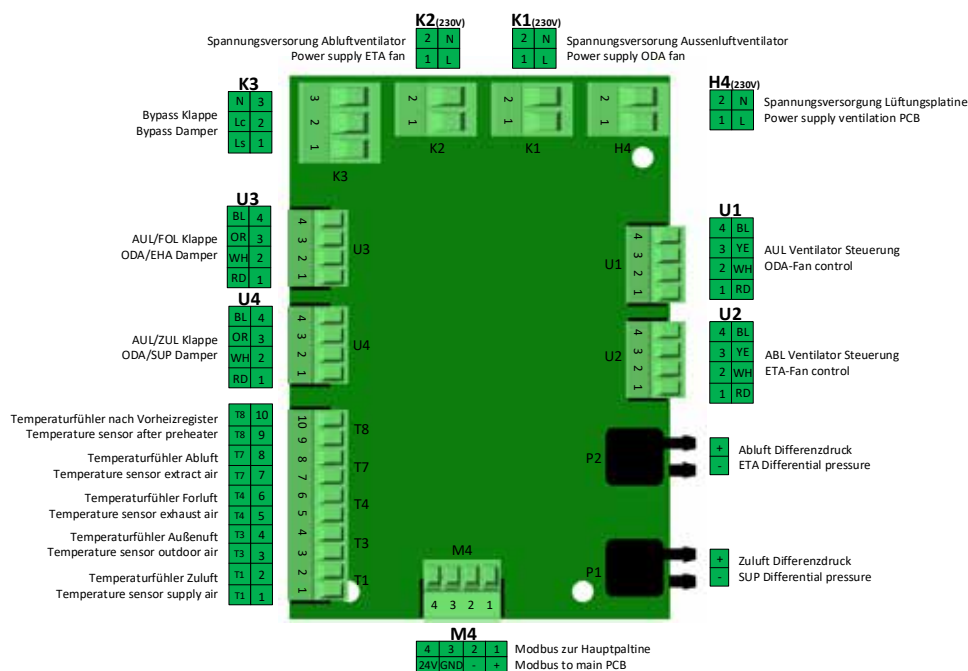 K2(230V)
Spannungsversorung Abluftventilator
Power supply ETA fan
2 N
1 L
K1(230V)
2 N
1 L
Spannungsversorung Aussenluftventilator
Power supply ODA fan
K3
Bypass Klappe
Bypass Damper
N 3
Lc 2
Ls 1
H4(230V)
2 N
1 L
Spannungsversorgung Lüftungsplatine
Power supply ventilation PCB
3
2
1
K3
2
1
K2
2
1
K1
2
1
H4
U3
AUL/FOL Klappe
ODA/EHA Damper
BL 4
OR 3
WH 2
RD 1
4
3
2
1
U3
U4
AUL/ZUL Klappe
ODA/SUP Damper
BL 4
OR 3
WH 2
RD 1
4
3
2
1
U4
4
3
2
1
U1
U1
4 BL
3 YE
2 WH
1 RD
AUL Ventilator Steuerung
ODA-Fan control
4
3
2
1
U2
U2
4 BL
3 YE
2 WH
1 RD
ABL Ventilator Steuerung
ETA-Fan control
Temperaturfühler nach Vorheizregister
Temperature sensor after preheater
T8 10
T8 9
Temperaturfühler Abluft
Temperature sensor extract air
T7 8
T7 7
Temperaturfühler Forluft
Temperature sensor exhaust air
T4 6
T4 5
Temperaturfühler Außenuft
Temperature sensor outdoor air
T3 4
T3 3
Temperaturfühler Zuluft
Temperature sensor supply air
T1 2
T1 1
10
9
8
7
6
5
4
3
2
1
T8
T7
T4
T3
T1
P2
+ Abluft Differenzdruck
- ETA Differential pressure
P1
+ Zuluft Differenzdruck
- SUP Differential pressure
M4
4 3 2 1
M4
4 3 2 1
24V GND - +
Modbus zur Hauptpaltine
Modbus to main PCB